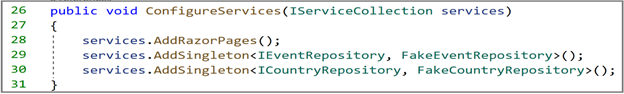 26 public void ConfigureServices(IServiceCollection services)
27 {
28 services.AddRazorPages();
29 services.AddSingleton<IEventRepository, FakeEventRepository>();
30 services.AddSingleton<ICountryRepository, FakeCountryRepository>();
31 }